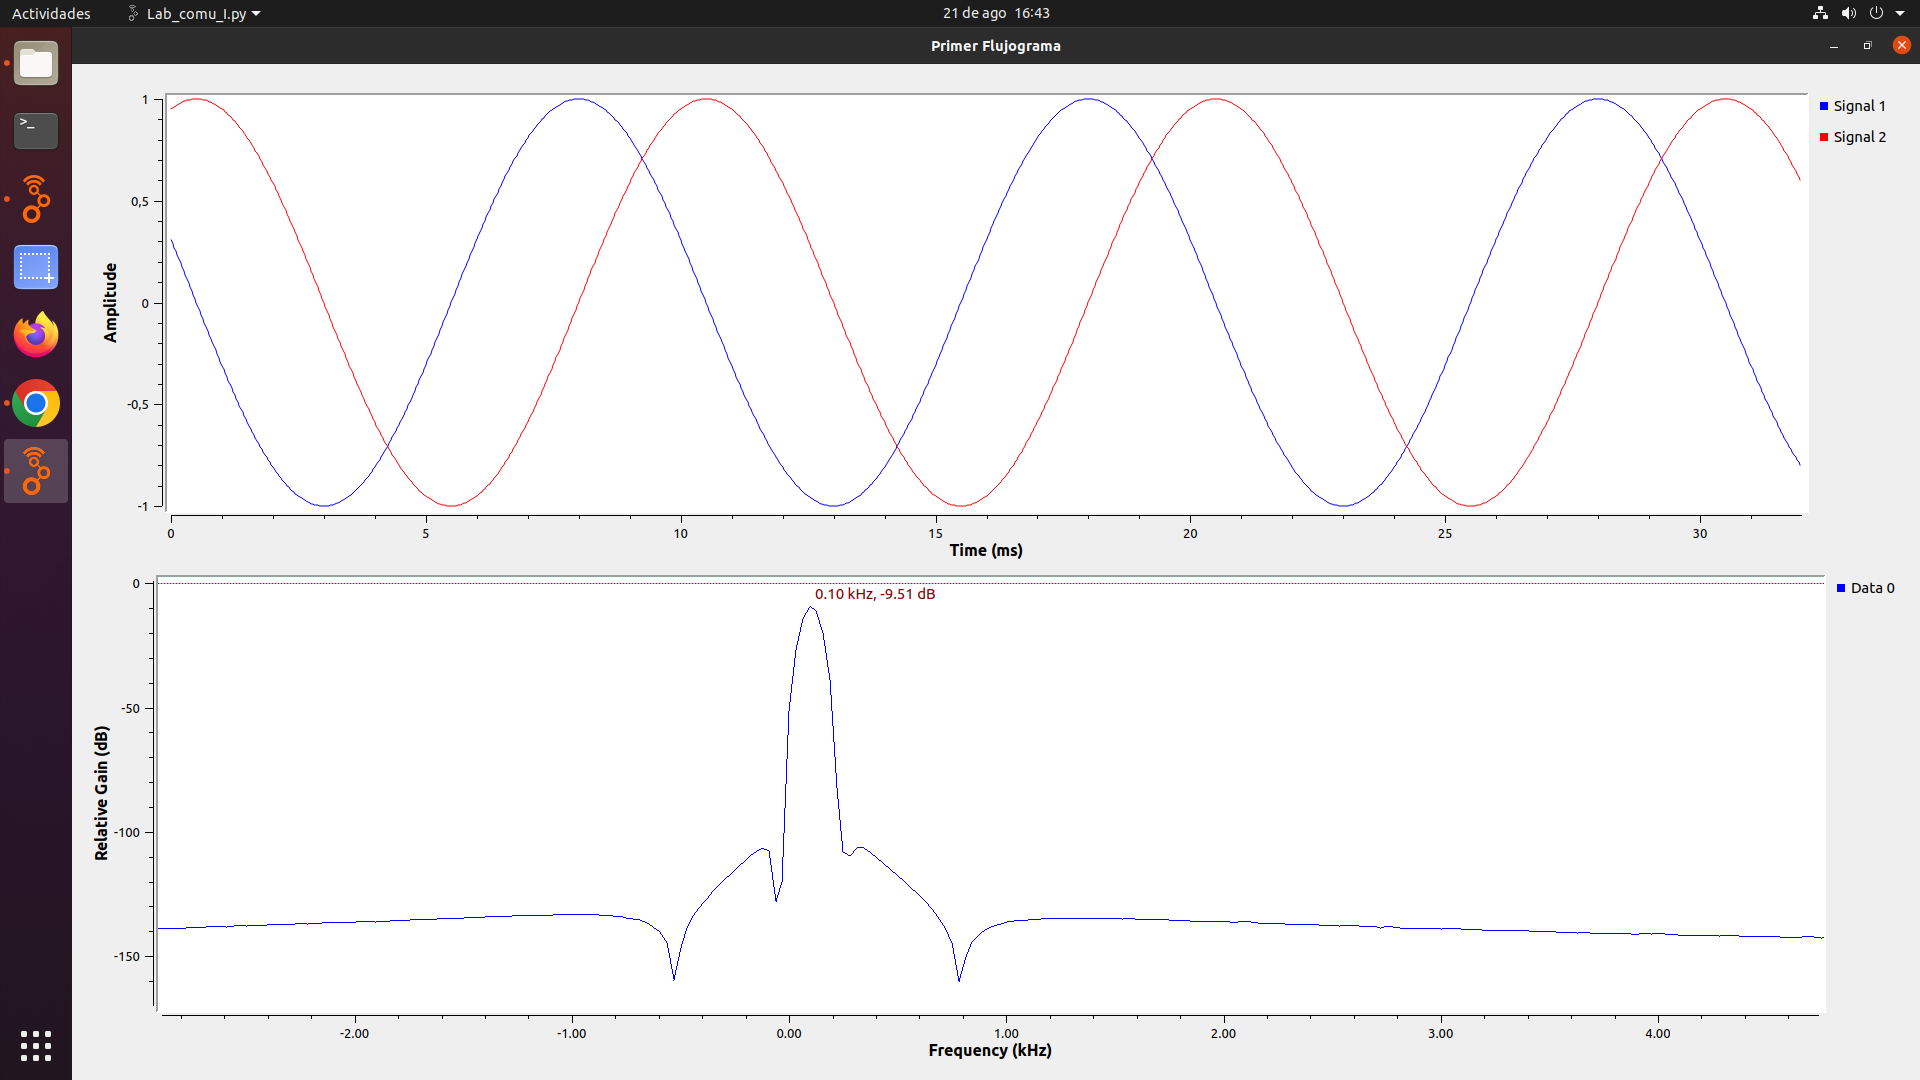 Actividades
Lab_comu_I.py
21 de ago 16:43
Primer Flujograma
>_
1
0,5
0
-0,5
-1
Amplitude
0 5 10 15 20 25 30
Time (ms)
Signal 1
Signal 2
0
-50
-100
-150
Relative Gain (dB)
0.10 kHz, -9.51 dB
-2.00 -1.00 0.00 1.00 2.00 3.00 4.00
Frequency (kHz)
Data 0